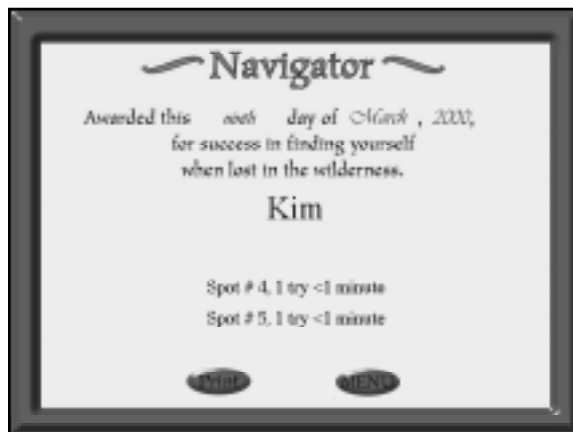 Navigator
Awarded this ninth day of March , 2000,
for success in finding yourself
when lost in the wilderness.
Kim
Spot # 4, 1 try <1 minute
Spot # 5, 1 try <1 minute
Print MENU